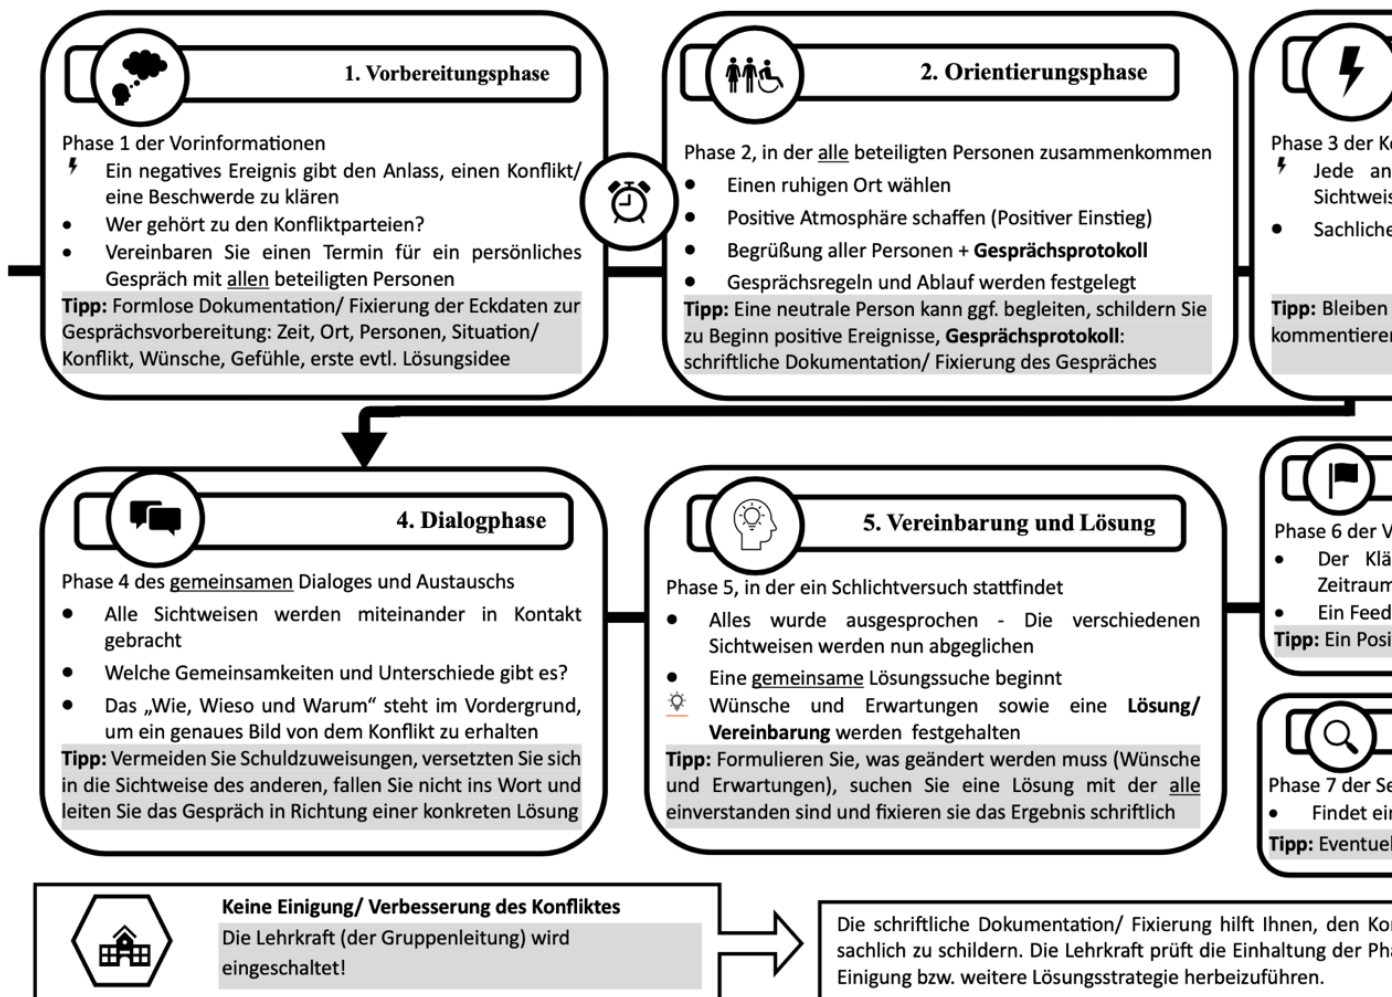 1. Vorbereitungsphase
Phase 1 der Vorinformationen
Ein negatives Ereignis gibt den Anlass, einen Konflikt/
eine Beschwerde zu klären
• Wer gehört zu den Konfliktparteien?
• Vereinbaren Sie einen Termin für ein persönliches
Gespräch mit allen beteiligten Personen
Tipp: Formlose Dokumentation/ Fixierung der Eckdaten zur
Gesprächsvorbereitung: Zeit, Ort, Personen, Situation/
Konflikt, Wünsche, Gefühle, erste evtl. Lösungsidee
2. Orientierungsphase
Phase 2, in der alle beteiligten Personen zusammenkommen
• Einen ruhigen Ort wählen
• Positive Atmosphäre schaffen (Positiver Einstieg)
• Begrüßung aller Personen + Gesprächsprotokoll
• Gesprächsregeln und Ablauf werden festgelegt
Tipp: Eine neutrale Person kann ggf. begleiten, schildern Sie
zu Beginn positive Ereignisse, Gesprächsprotokoll:
schriftliche Dokumentation/ Fixierung des Gespräches
Phase 3 der
Jede
• Sachliche
Tipp: Bleiben
4. Dialogphase
Phase 4 des gemeinsamen Dialoges und Austauschs
• Alle Sichtweisen werden miteinander in Kontakt
gebracht
• Welche Gemeinsamkeiten und Unterschiede gibt es?
• Das „Wie, Wieso und Warum“ steht im Vordergrund,
um ein genaues Bild von dem Konflikt zu erhalten
Tipp: Vermeiden Sie Schuldzuweisungen, versetzten Sie sich
in die Sichtweise des anderen, fallen Sie nicht ins Wort und
leiten Sie das Gespräch in Richtung einer konkreten Lösung
5. Vereinbarung und Lösung
Phase 5, in der ein Schlichtversuch stattfindet
• Alles wurde ausgesprochen - Die verschiedenen
Sichtweisen werden nun abgeglichen
• Eine gemeinsame Lösungssuche beginnt
Wünsche und Erwartungen sowie eine Lösung/
Vereinbarung werden festgehalten
Tipp: Formulieren Sie, was geändert werden muss (Wünsche
und Erwartungen), suchen Sie eine Lösung mit der alle
einverstanden sind und fixieren sie das Ergebnis schriftlich
Phase 6 der
• Der
Zeitraum
• Ein
Tipp: Ein
Phase 7 der
• Findet
Tipp:
Keine Einigung/ Verbesserung des Konfliktes
Die Lehrkraft (der Gruppenleitung) wird
eingeschaltet!
Die schriftliche Dokumentation/ Fixierung hilft Ihnen, den
sachlich zu schildern. Die Lehrkraft prüft die Einhaltung der
Einigung bzw. weitere Lösungsstrategie herbeizuführen.